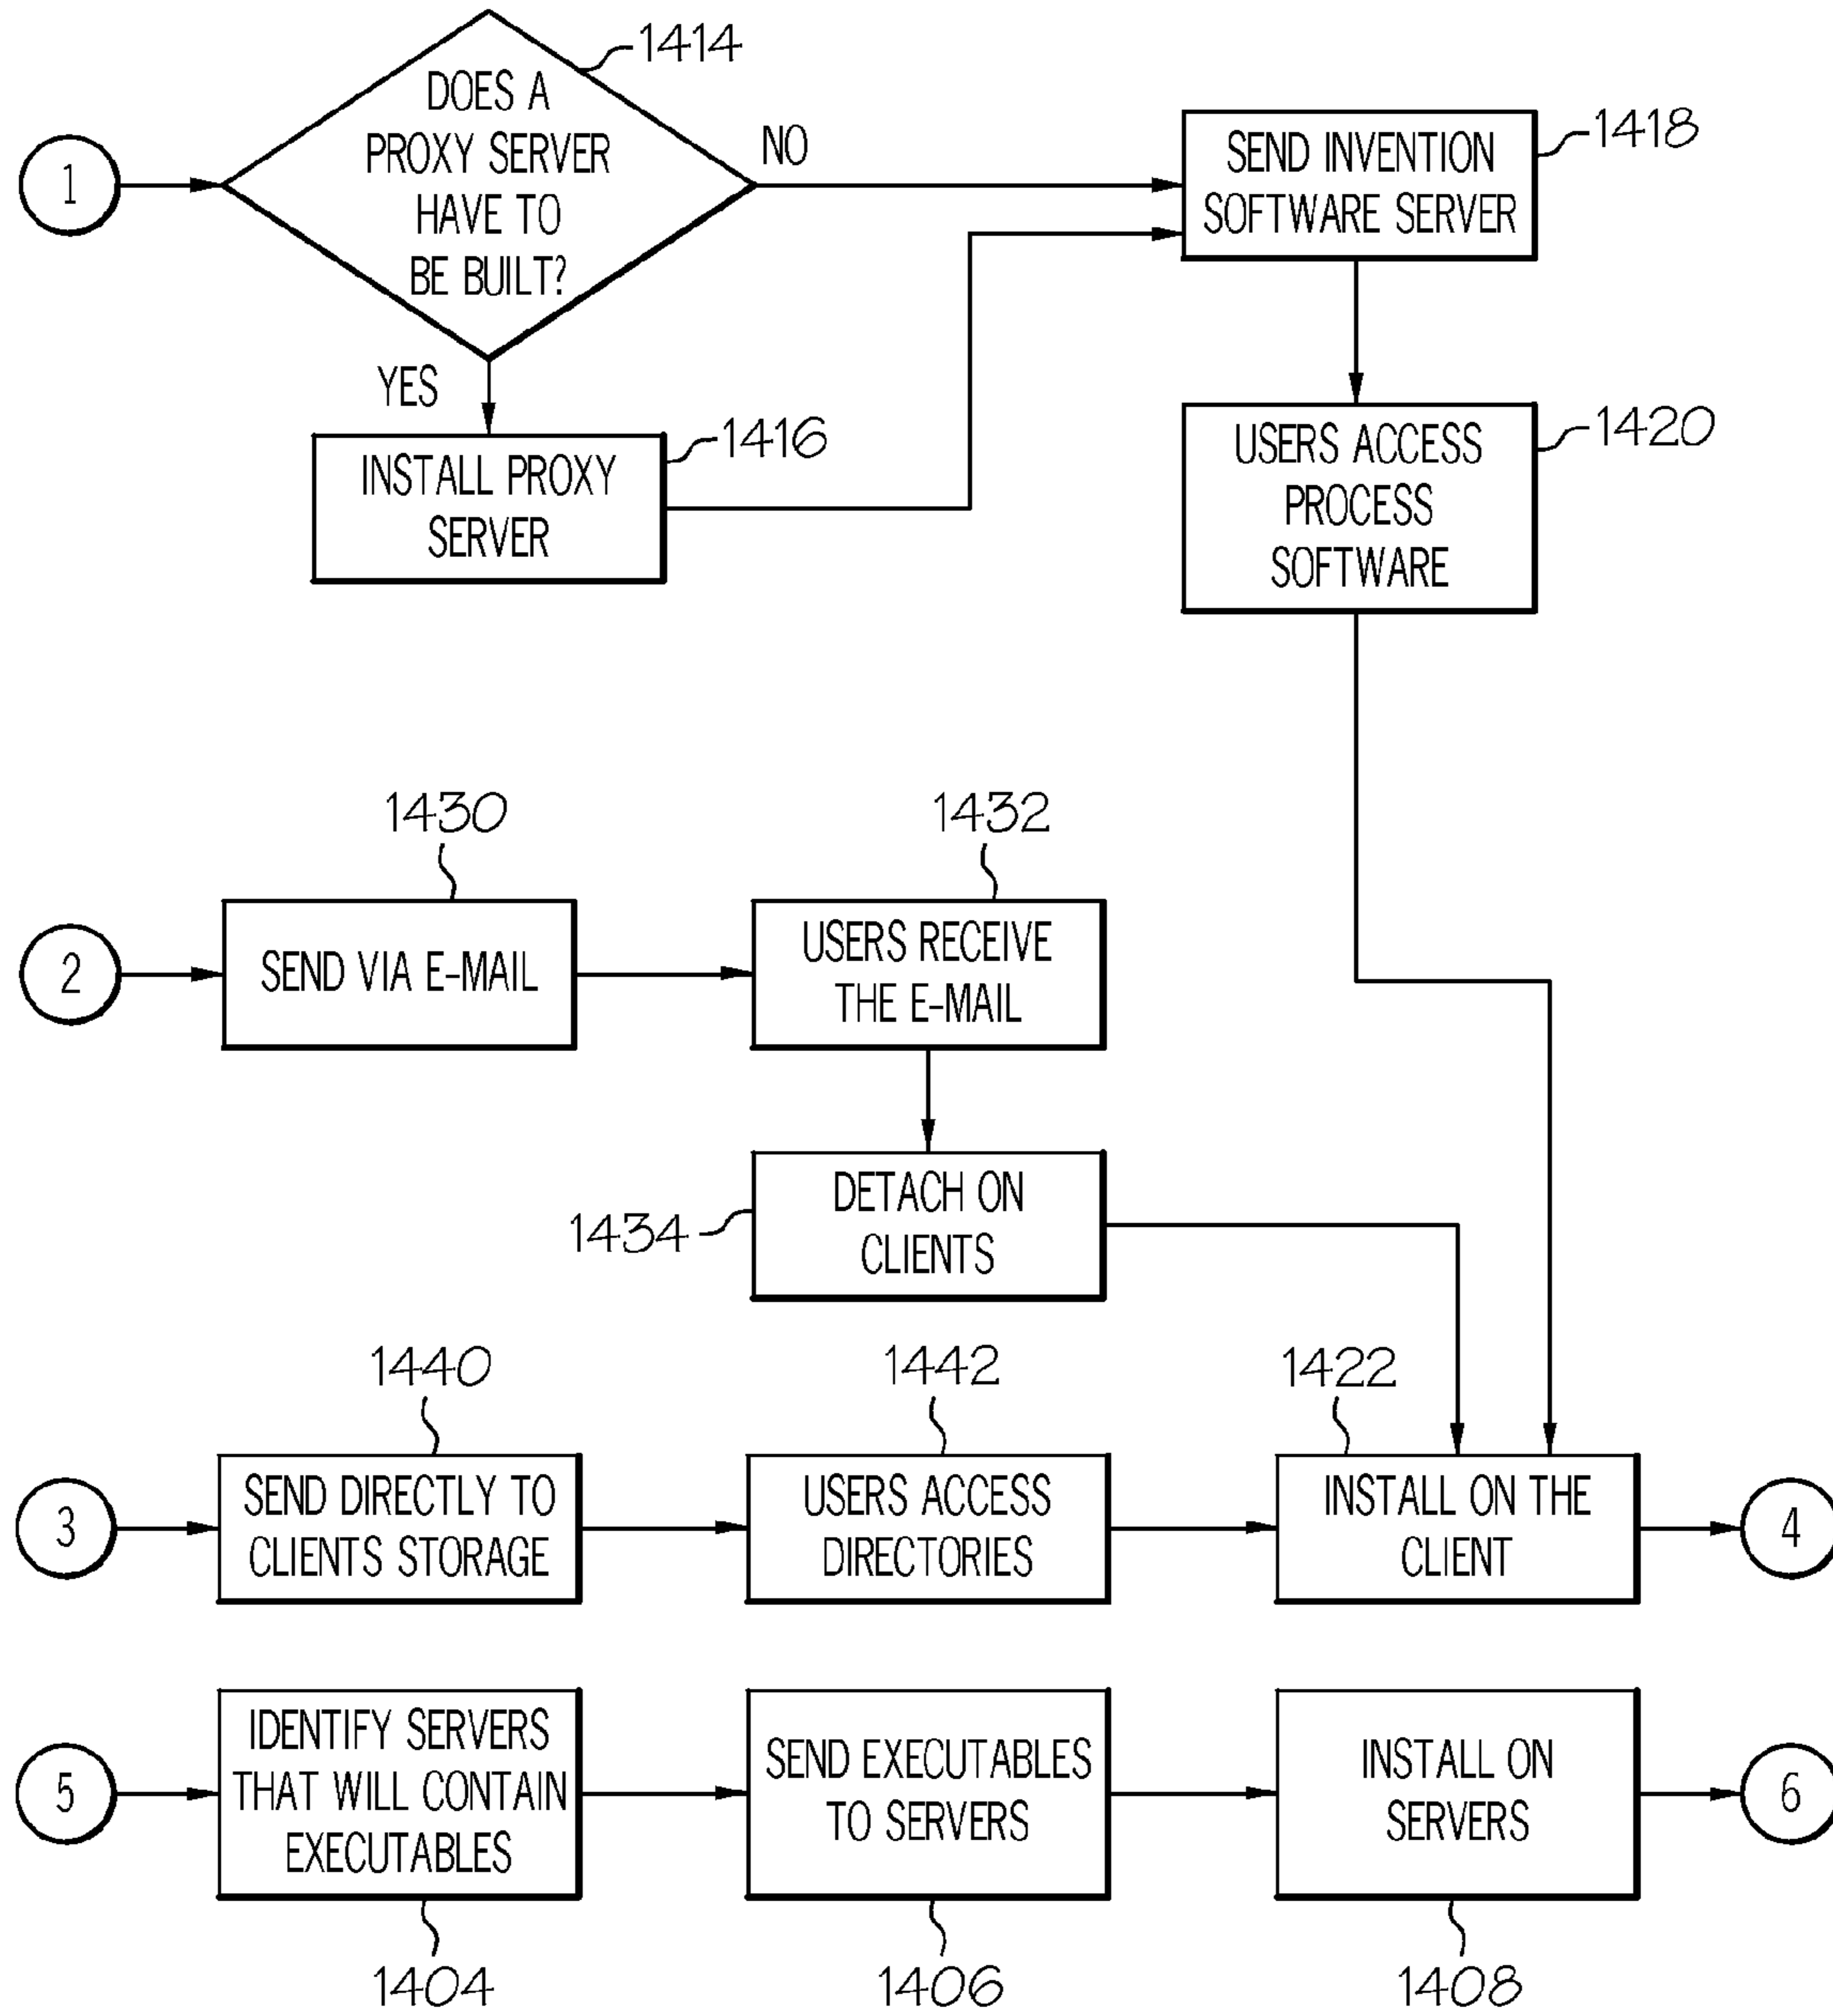 1414
DOES A
PROXY SERVER
HAVE TO
BE BUILT?
1
NO
YES
1418
SEND INVENTION
SOFTWARE SERVER
1416
INSTALL PROXY
SERVER
1420
USERS ACCESS
PROCESS
SOFTWARE
1430
1432
2
SEND VIA E-MAIL
USERS RECEIVE
THE E-MAIL
1434
DETACH ON
CLIENTS
1440
1442
1422
3
SEND DIRECTLY TO
CLIENTS STORAGE
USERS ACCESS
DIRECTORIES
INSTALL ON THE
CLIENT
4
5
IDENTIFY SERVERS
THAT WILL CONTAIN
EXECUTABLES
SEND EXECUTABLES
TO SERVERS
INSTALL ON
SERVERS
6
1404
1406
1408